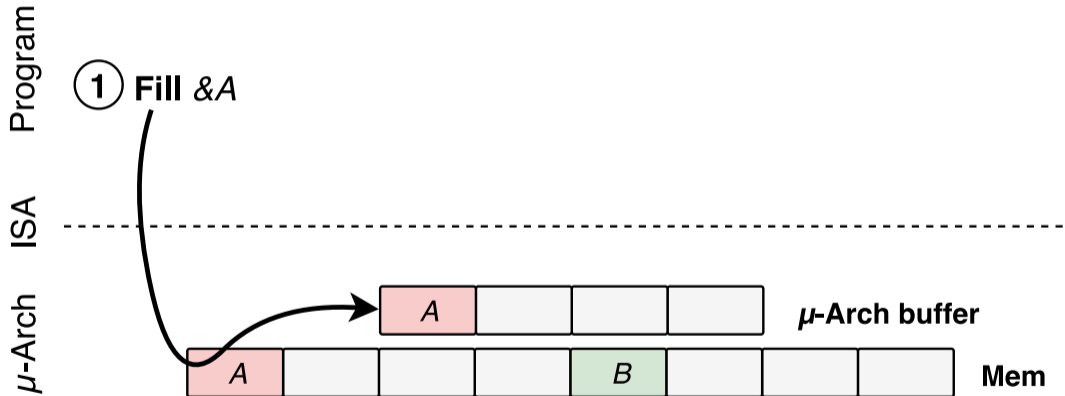 Program
① Fill &A
ISA
μ-Arch
A
μ-Arch buffer
A
B
Mem